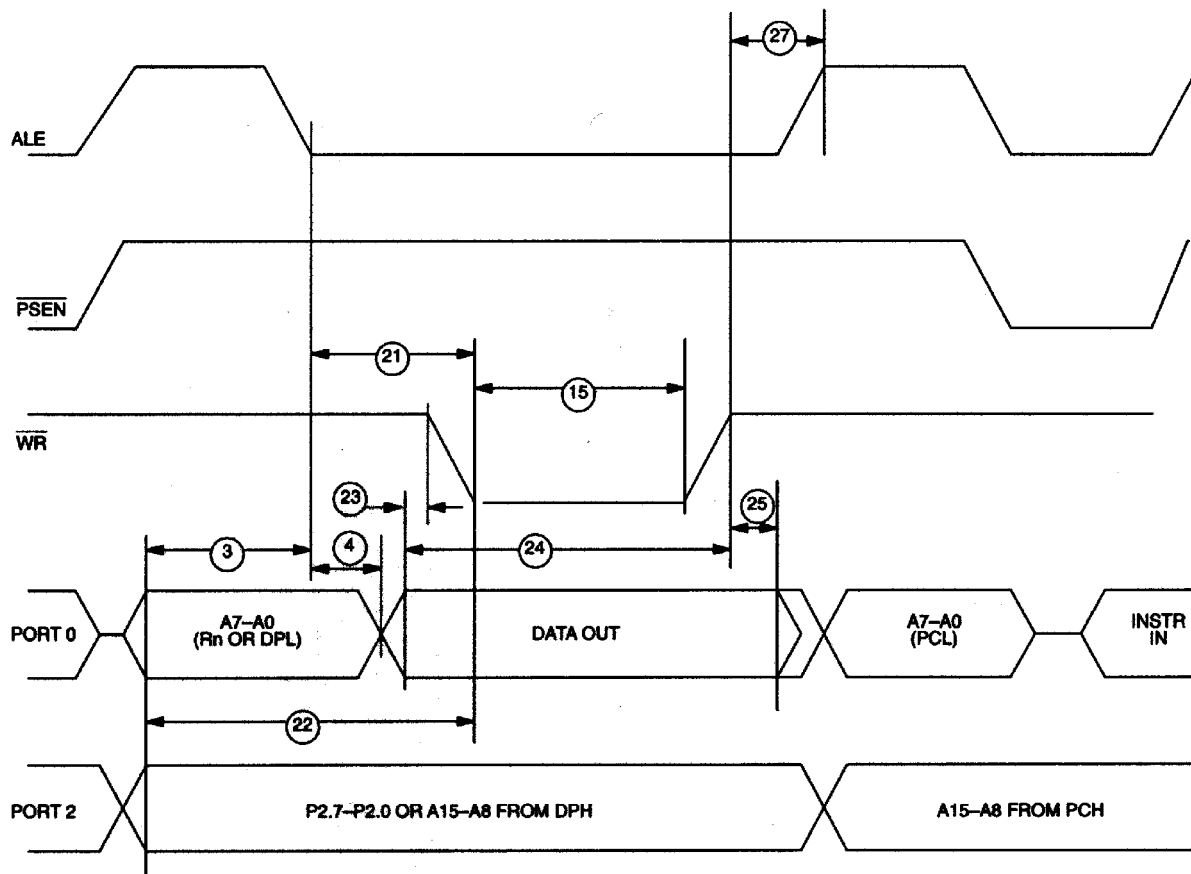 27
ALE
PSEN
21
15
WR
23
25
3
4
24
PORT 0
A7–A0
(Rn OR DPL)
DATA OUT
A7–A0
(PCL)
INSTR
IN
22
PORT 2
P2.7–P2.0 OR A15–A8 FROM DPH
A15–A8 FROM PCH